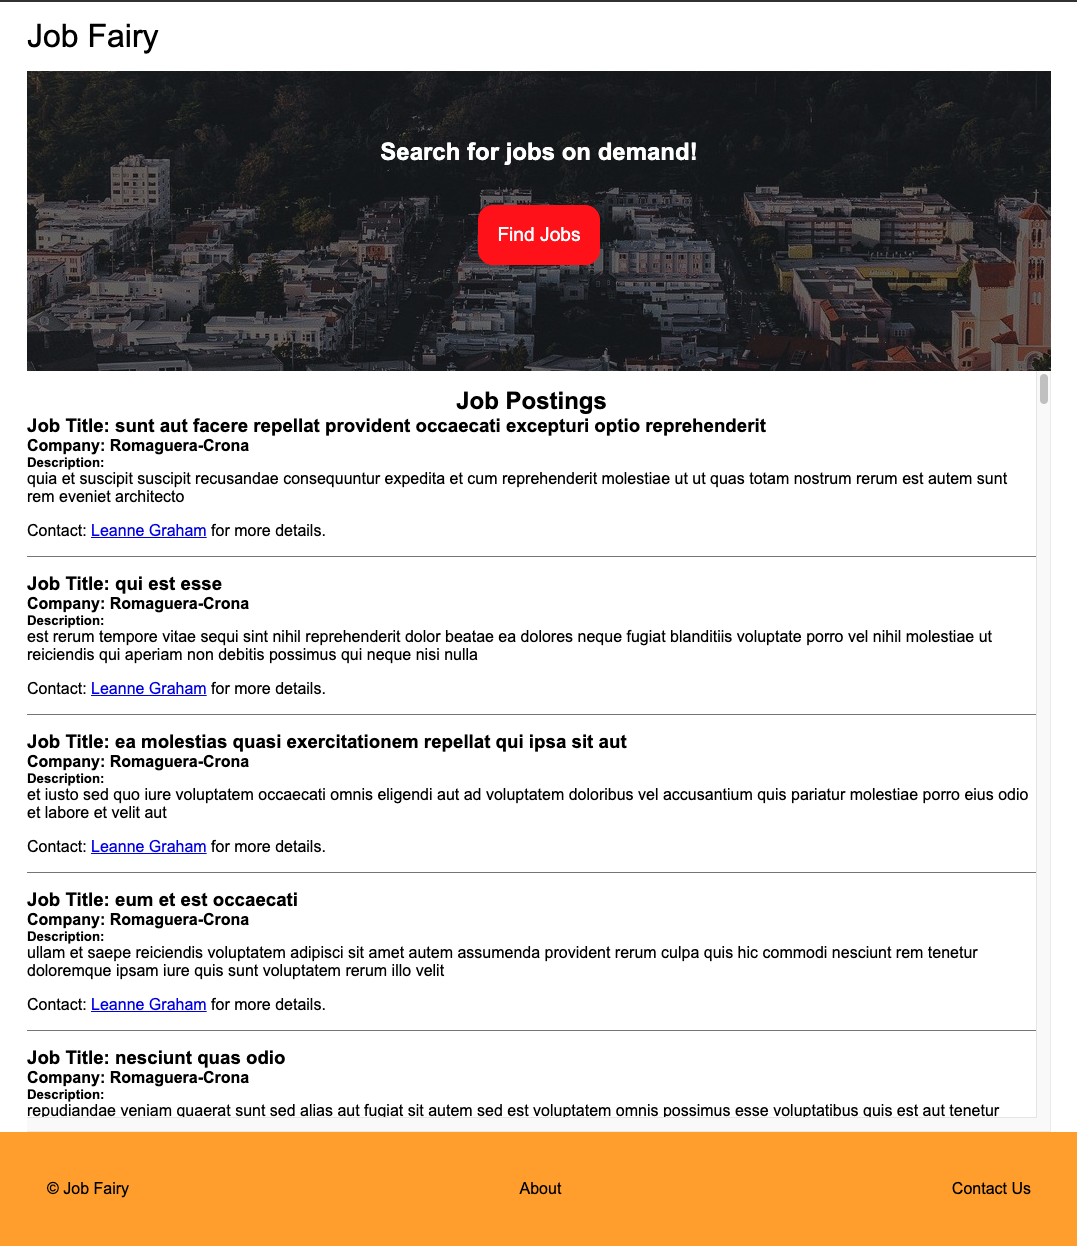 Job Fairy
Search for jobs on demand!
Find Jobs
Job Postings
Job Title: sunt aut facere repellat provident occaecati excepturi optio reprehenderit
Company: Romaguera-Crona
Description:
quia et suscipit suscipit recusandae consequuntur expedita et cum reprehenderit molestiae ut ut quas totam nostrum rerum est autem sunt
rem eveniet architecto
Contact: Leanne Graham for more details.
Job Title: qui est esse
Company: Romaguera-Crona
Description:
est rerum tempore vitae sequi sint nihil reprehenderit dolor beatae ea dolores neque fugiat blanditiis voluptate porro vel nihil molestiae ut
reiciendis qui aperiam non debitis possimus qui neque nisi nulla
Contact: Leanne Graham for more details.
Job Title: ea molestias quasi exercitationem repellat qui ipsa sit aut
Company: Romaguera-Crona
Description:
et iusto sed quo iure voluptatem occaecati omnis eligendi aut ad voluptatem doloribus vel accusantium quis pariatur molestiae porro eius odio
et labore et velit aut
Contact: Leanne Graham for more details.
Job Title: eum et est occaecati
Company: Romaguera-Crona
Description:
ullam et saepe reiciendis voluptatem adipisci sit amet autem assumenda provident rerum culpa quis hic commodi nesciunt rem tenetur
doloremque ipsam iure quis sunt voluptatem rerum illo velit
Contact: Leanne Graham for more details.
Job Title: nesciunt quas odio
Company: Romaguera-Crona
Description:
repudiandae veniam quaerat sunt sed alias aut fugiat sit autem sed est voluptatem omnis possimus esse voluptatibus quis est aut tenetur
© Job Fairy
About
Contact Us